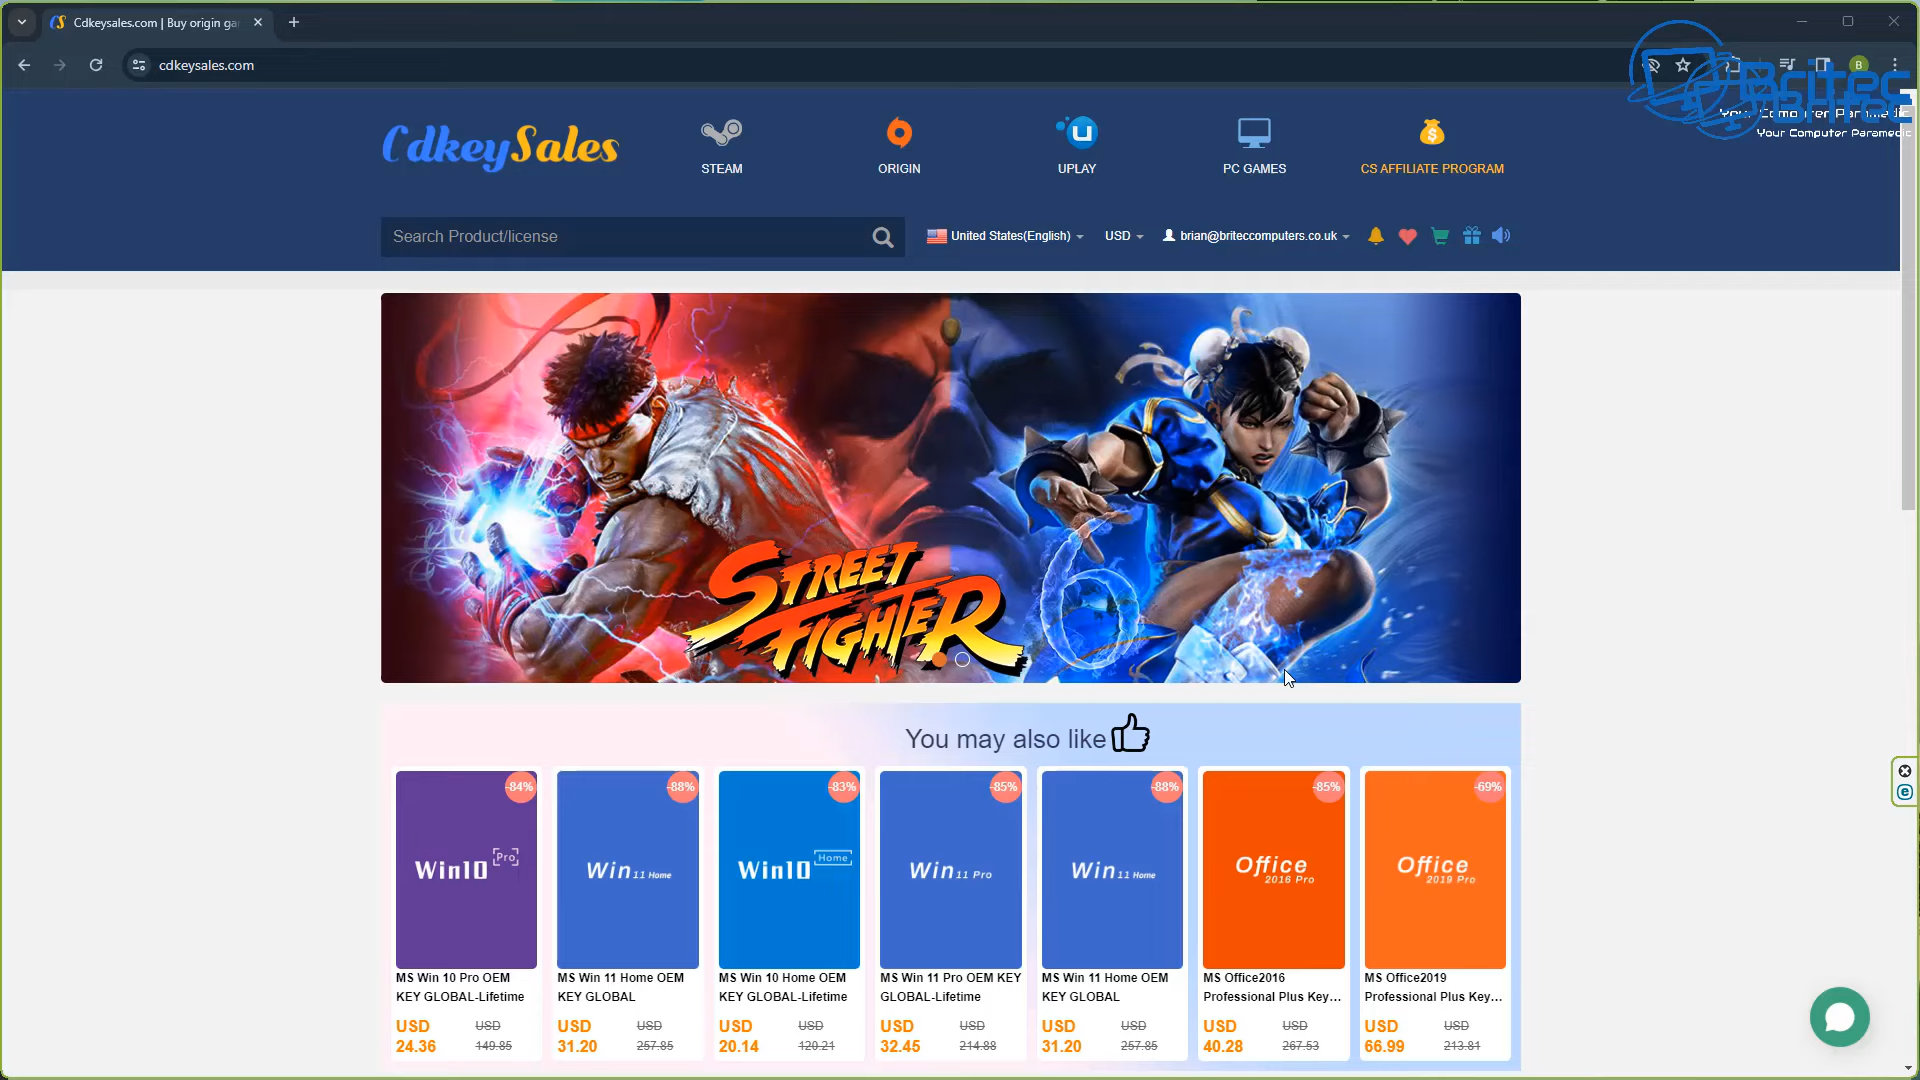 Cdkeysales.com | Buy origin ga
cdkeysales.com
B
Britec
Your Computer Paramedic
Britec
Your Computer Paramedic
CdkeySales
STEAM
ORIGIN
UPLAY
PC GAMES
CS AFFILIATE PROGRAM
Search Product/license
United States(English)
USD
brian@briteccomputers.co.uk
STREET
FIGHTER
6
You may also like
-84%
-88%
-83%
-85%
-88%
-85%
-69%
Win10 Pro
Win 11 Home
Win10 Home
Win 11 Pro
Win 11 Home
Office 2016 Pro
Office 2019 Pro
MS Win 10 Pro OEM
KEY GLOBAL-Lifetime
USD 24.36
USD 149.85
MS Win 11 Home OEM
KEY GLOBAL
USD 31.20
USD 257.85
MS Win 10 Home OEM
KEY GLOBAL-Lifetime
USD 20.14
USD 120.21
MS Win 11 Pro OEM KEY
GLOBAL-Lifetime
USD 32.45
USD 214.88
MS Win 11 Home OEM
KEY GLOBAL
USD 31.20
USD 257.85
MS Office2016
Professional Plus Key...
USD 40.28
USD 267.53
MS Office2019
Professional Plus Key...
USD 66.99
USD 213.81